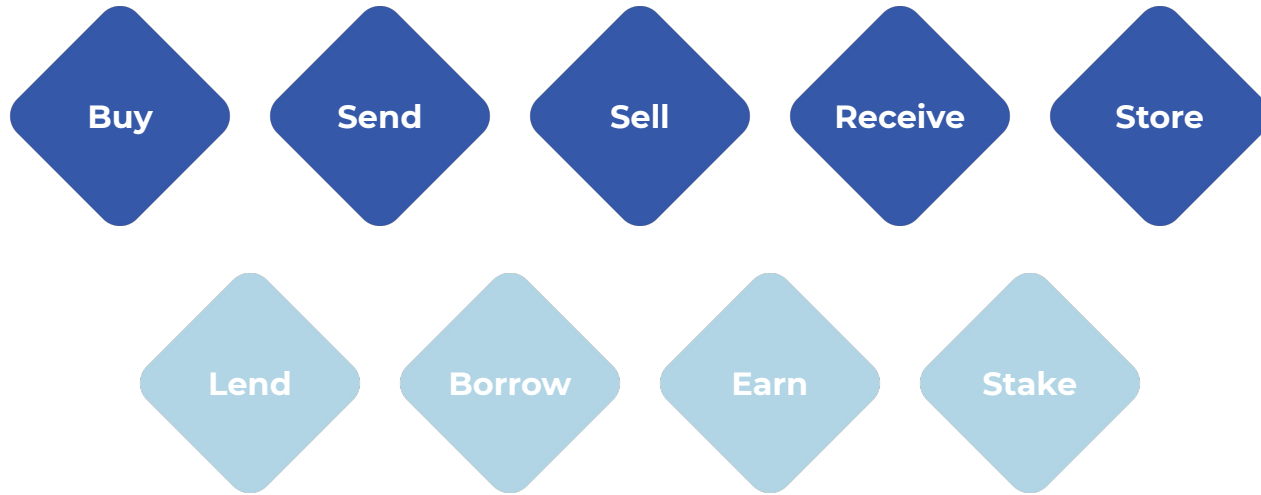 Buy
Send
Sell
Receive
Store
Lend
Borrow
Earn
Stake